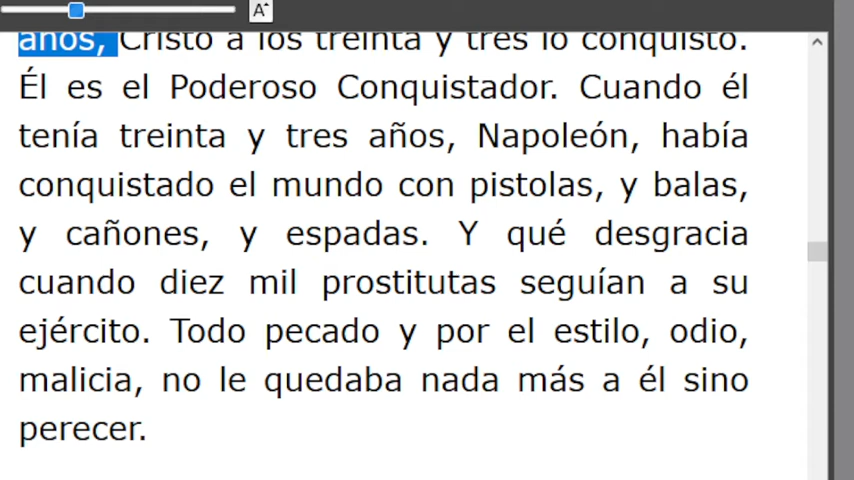 A
años, Cristo a los treinta y tres lo conquistó.
Él es el Poderoso Conquistador. Cuando él
tenía treinta y tres años, Napoleón, había
conquistado el mundo con pistolas, y balas,
y cañones, y espadas. Y qué desgracia
cuando diez mil prostitutas seguían a su
ejército. Todo pecado y por el estilo, odio,
malicia, no le quedaba nada más a él sino
perecer.